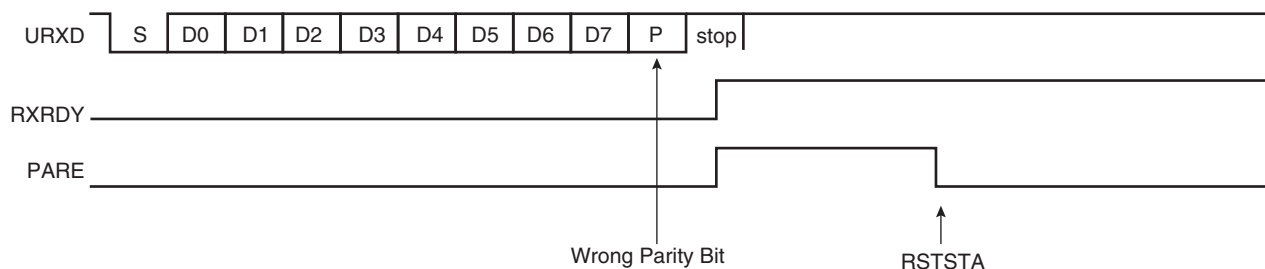 URXD S D0 D1 D2 D3 D4 D5 D6 D7 P stop
RXRDY
PARE
Wrong Parity Bit
RSTSTA